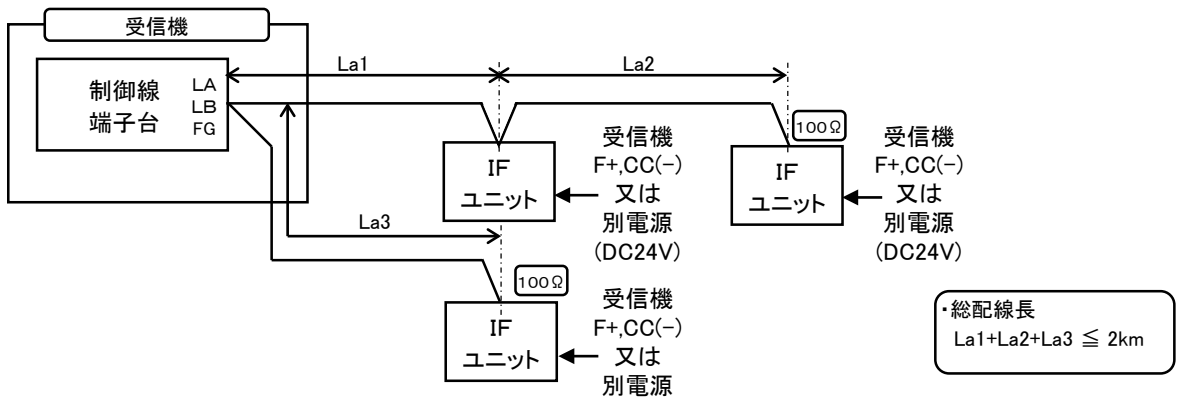 受信機
制御線
端子台
LA
LB
FG
La1
La2
La3
IF
ユニット
受信機
F+,CC(-)
又は
別電源
(DC24V)
100Ω
IF
ユニット
受信機
F+,CC(-)
又は
別電源
(DC24V)
100Ω
IF
ユニット
受信機
F+,CC(-)
又は
別電源
・総配線長
La1+La2+La3 ≦ 2km